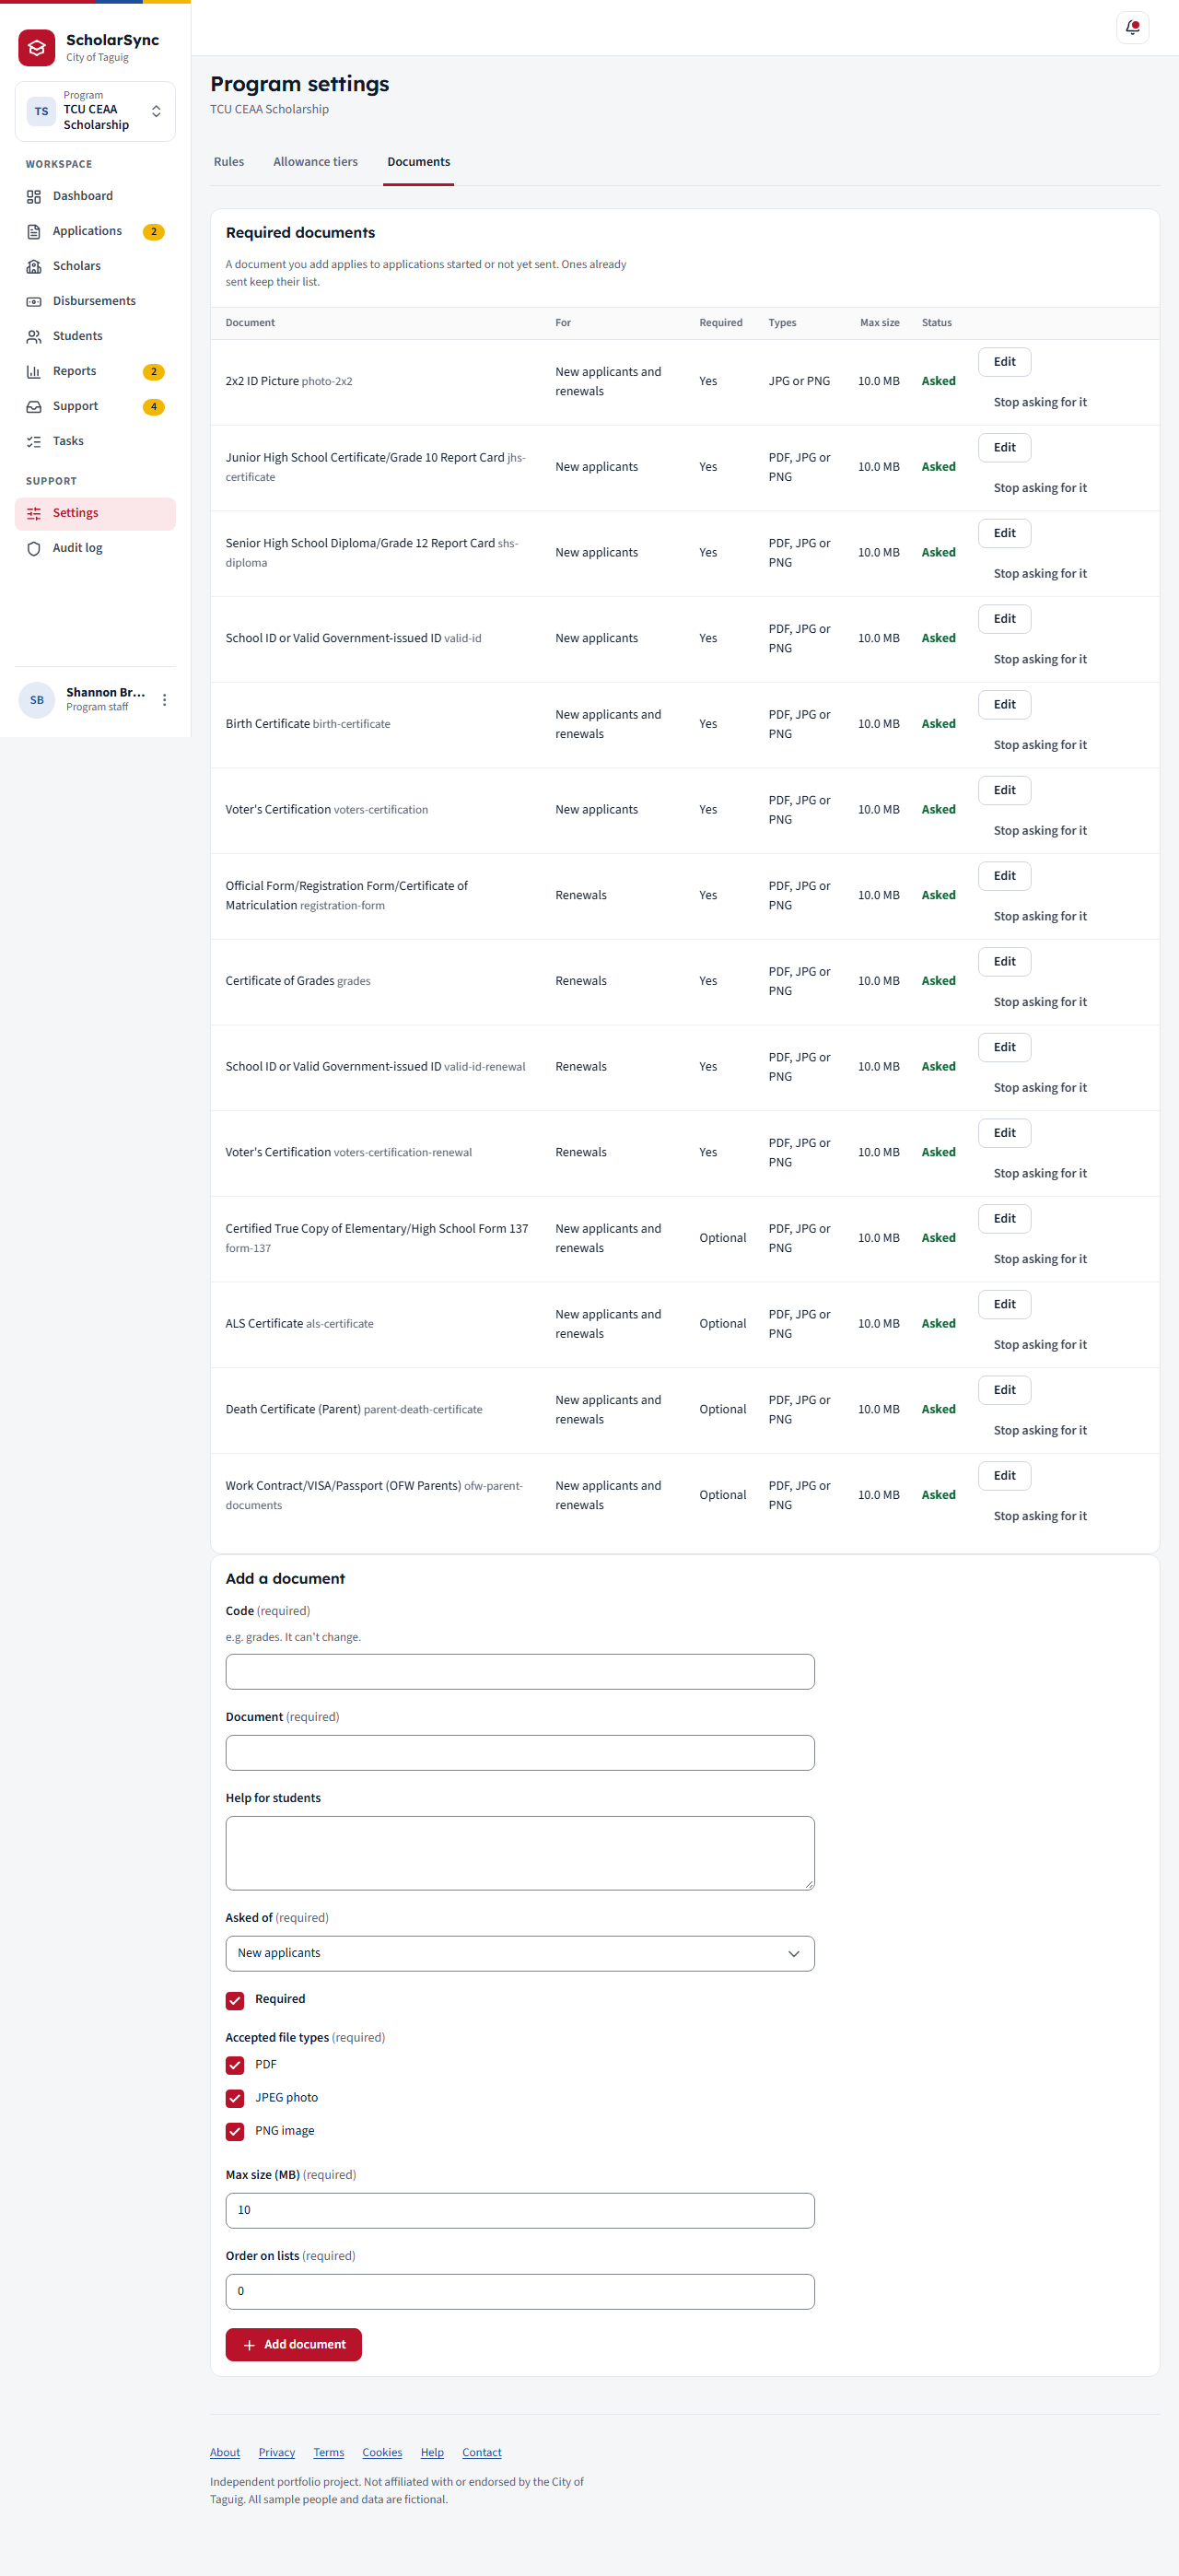 ScholarSync
City of Taguig
TS
Program
TCU CEAA
Scholarship
WORKSPACE
Dashboard
Applications 2
Scholars
Disbursements
Students
Reports 2
Support 4
Tasks
SUPPORT
Settings
Audit log
SB
Shannon Br...
Program staff
Program settings
TCU CEAA Scholarship
Rules Allowance tiers Documents
Required documents
A document you add applies to applications started or not yet sent. Ones already
sent keep their list.
Document For Required Types Max size Status
2x2 ID Picture photo-2x2 New applicants and
renewals Yes JPG or PNG 10.0 MB Asked Edit
Stop asking for it
Junior High School Certificate/Grade 10 Report Card jhs-
certificate New applicants Yes PDF, JPG or
PNG 10.0 MB Asked Edit
Stop asking for it
Senior High School Diploma/Grade 12 Report Card shs-
diploma New applicants Yes PDF, JPG or
PNG 10.0 MB Asked Edit
Stop asking for it
School ID or Valid Government-issued ID valid-id New applicants Yes PDF, JPG or
PNG 10.0 MB Asked Edit
Stop asking for it
Birth Certificate birth-certificate New applicants and
renewals Yes PDF, JPG or
PNG 10.0 MB Asked Edit
Stop asking for it
Voter's Certification voters-certification New applicants Yes PDF, JPG or
PNG 10.0 MB Asked Edit
Stop asking for it
Official Form/Registration Form/Certificate of
Matriculation registration-form Renewals Yes PDF, JPG or
PNG 10.0 MB Asked Edit
Stop asking for it
Certificate of Grades grades Renewals Yes PDF, JPG or
PNG 10.0 MB Asked Edit
Stop asking for it
School ID or Valid Government-issued ID valid-id-renewal Renewals Yes PDF, JPG or
PNG 10.0 MB Asked Edit
Stop asking for it
Voter's Certification voters-certification-renewal Renewals Yes PDF, JPG or
PNG 10.0 MB Asked Edit
Stop asking for it
Certified True Copy of Elementary/High School Form 137
form-137 New applicants and
renewals Optional PDF, JPG or
PNG 10.0 MB Asked Edit
Stop asking for it
ALS Certificate als-certificate New applicants and
renewals Optional PDF, JPG or
PNG 10.0 MB Asked Edit
Stop asking for it
Death Certificate (Parent) parent-death-certificate New applicants and
renewals Optional PDF, JPG or
PNG 10.0 MB Asked Edit
Stop asking for it
Work Contract/VISA/Passport (OFW Parents) ofw-parent-
documents New applicants and
renewals Optional PDF, JPG or
PNG 10.0 MB Asked Edit
Stop asking for it
Add a document
Code (required)
e.g. grades. It can't change.
Document (required)
Help for students
Asked of (required)
New applicants
Required
Accepted file types (required)
PDF
JPEG photo
PNG image
Max size (MB) (required)
10
Order on lists (required)
0
Add document
About Privacy Terms Cookies Help Contact
Independent portfolio project. Not affiliated with or endorsed by the City of
Taguig. All sample people and data are fictional.